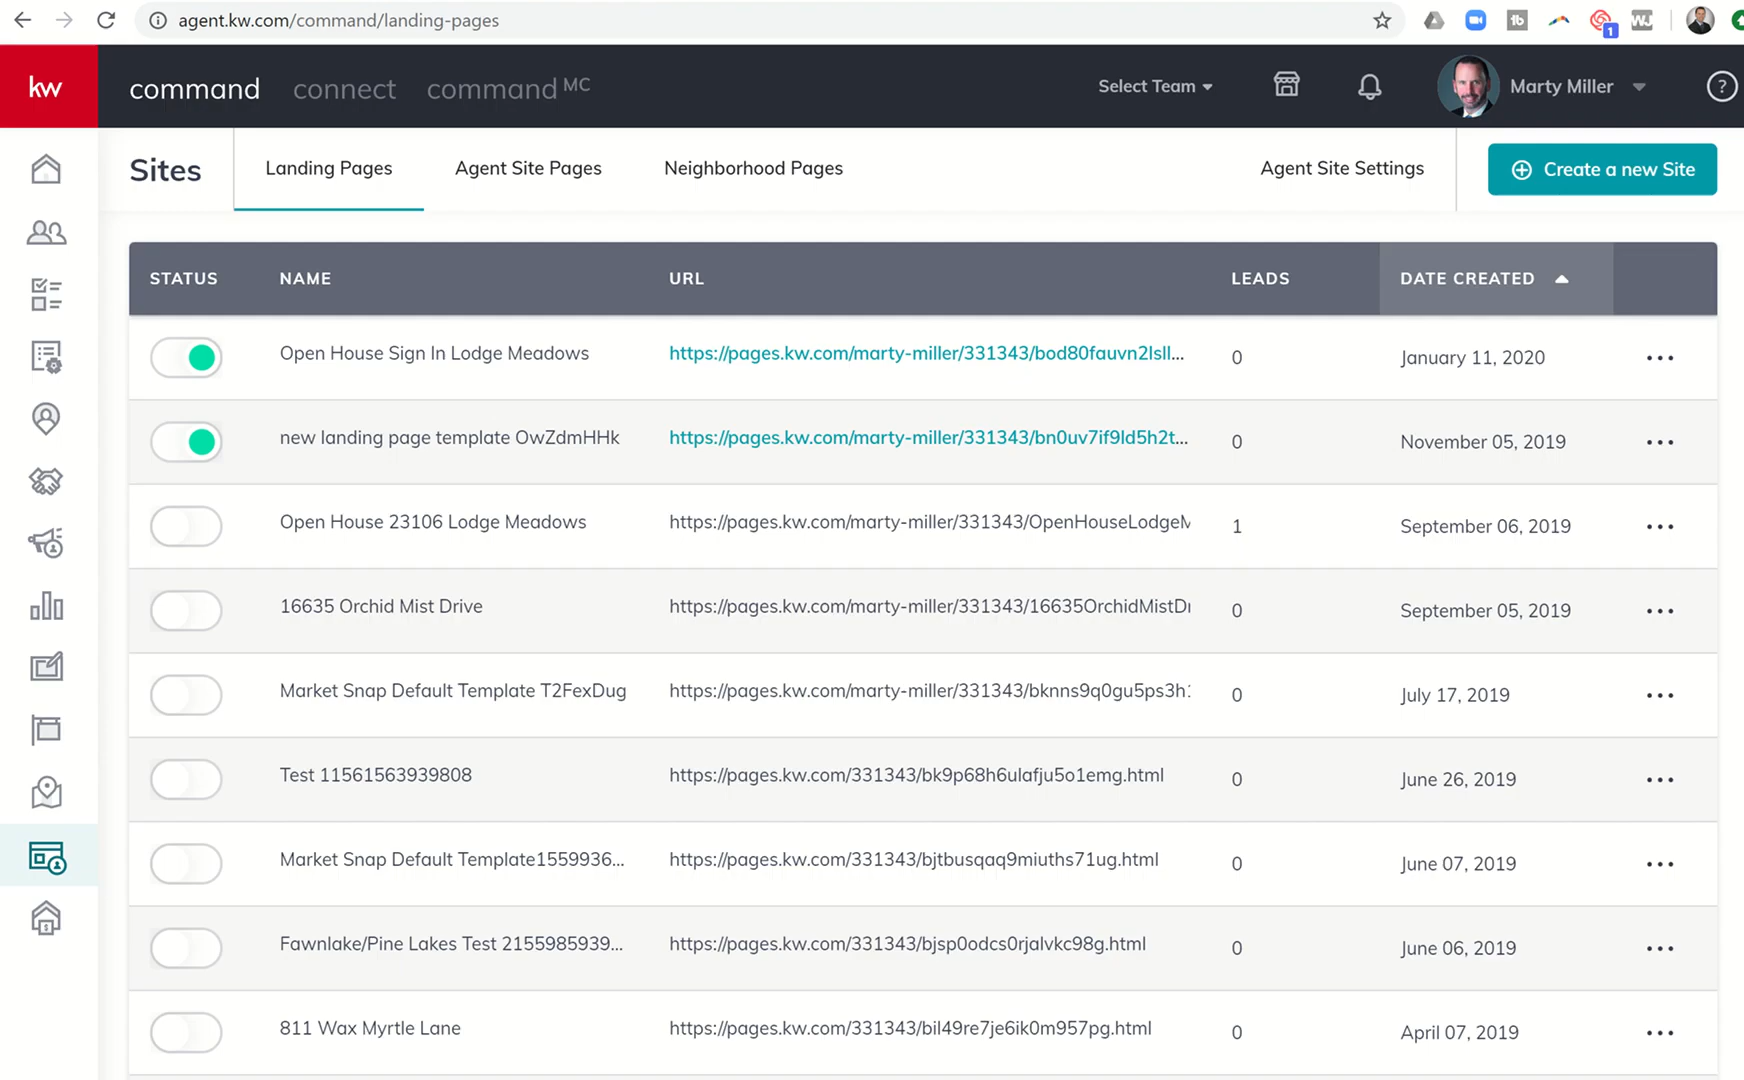 agent.kw.com/command/landing-pages
1
kw
command connect command MC
Select Team
Marty Miller
?
Sites
Landing Pages
Agent Site Pages
Neighborhood Pages
Agent Site Settings
Create a new Site
STATUS NAME URL LEADS DATE CREATED
Open House Sign In Lodge Meadows https://pages.kw.com/marty-miller/331343/bod80fauvn2lsll... 0 January 11, 2020
new landing page template OwZdmHHk https://pages.kw.com/marty-miller/331343/bn0uv7if9ld5h2t... 0 November 05, 2019
Open House 23106 Lodge Meadows https://pages.kw.com/marty-miller/331343/OpenHouseLodgeM 1 September 06, 2019
16635 Orchid Mist Drive https://pages.kw.com/marty-miller/331343/16635OrchidMistDr 0 September 05, 2019
Market Snap Default Template T2FexDug https://pages.kw.com/marty-miller/331343/bknns9q0gu5ps3h1 0 July 17, 2019
Test 11561563939808 https://pages.kw.com/331343/bk9p68h6ulafju5o1emg.html 0 June 26, 2019
Market Snap Default Template1559936... https://pages.kw.com/331343/bjtbusqaq9miuths71ug.html 0 June 07, 2019
Fawnlake/Pine Lakes Test 2155985939... https://pages.kw.com/331343/bjsp0odcs0rjalvkc98g.html 0 June 06, 2019
811 Wax Myrtle Lane https://pages.kw.com/331343/bil49re7je6ik0m957pg.html 0 April 07, 2019